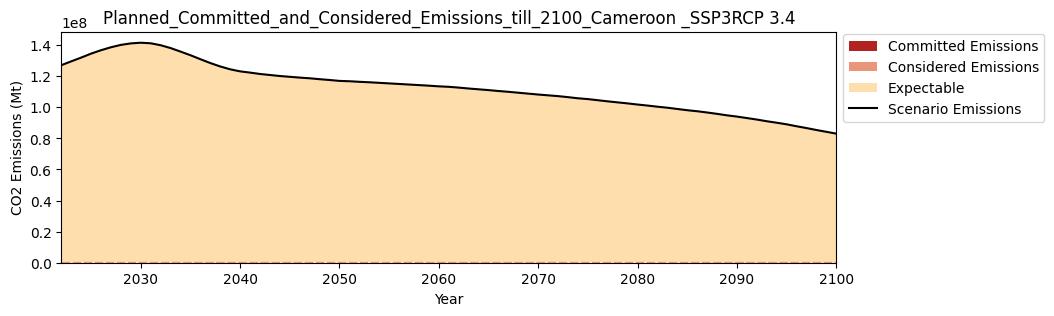 Planned_Committed_and_Considered_Emissions_till_2100_Cameroon _SSP3RCP 3.4
1e8
1.4
1.2
1.0
0.8
0.6
0.4
0.2
0.0
CO2 Emissions (Mt)
2030 2040 2050 2060 2070 2080 2090 2100
Year
Committed Emissions
Considered Emissions
Expectable
Scenario Emissions